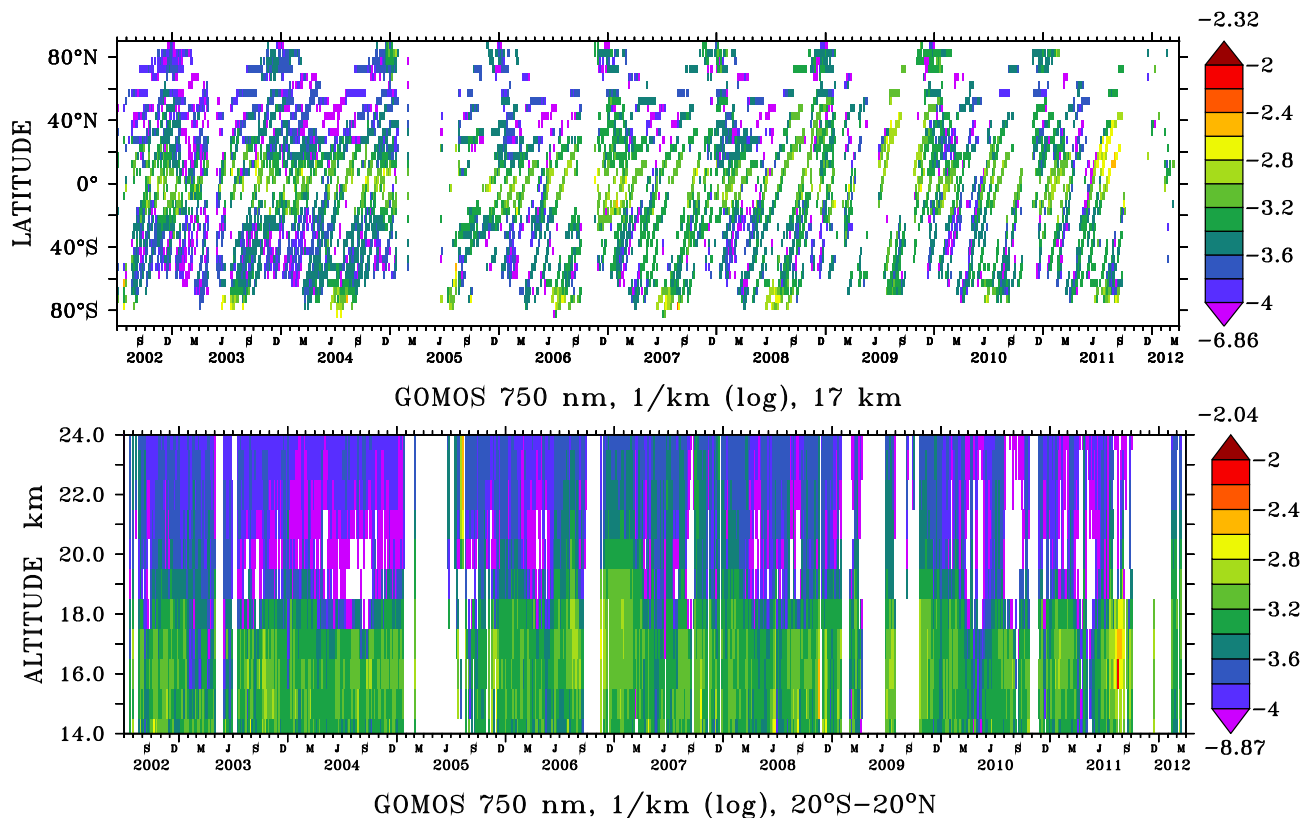 −2.32
80°N
40°N
0°
40°S
80°S
LATITUDE
−2
−2.4
−2.8
−3.2
−3.6
−4
−6.86
S D M J S D M J S D M J S D M J S D M J S D M J S D M J S D M J S D M J S D M
2002 2003 2004 2005 2006 2007 2008 2009 2010 2011 2012
GOMOS 750 nm, 1/km (log), 17 km
−2.04
24.0
22.0
20.0
18.0
16.0
14.0
ALTITUDE km
−2
−2.4
−2.8
−3.2
−3.6
−4
−8.87
S D M J S D M J S D M J S D M J S D M J S D M J S D M J S D M J S D M J S D M
2002 2003 2004 2005 2006 2007 2008 2009 2010 2011 2012
GOMOS 750 nm, 1/km (log), 20°S−20°N